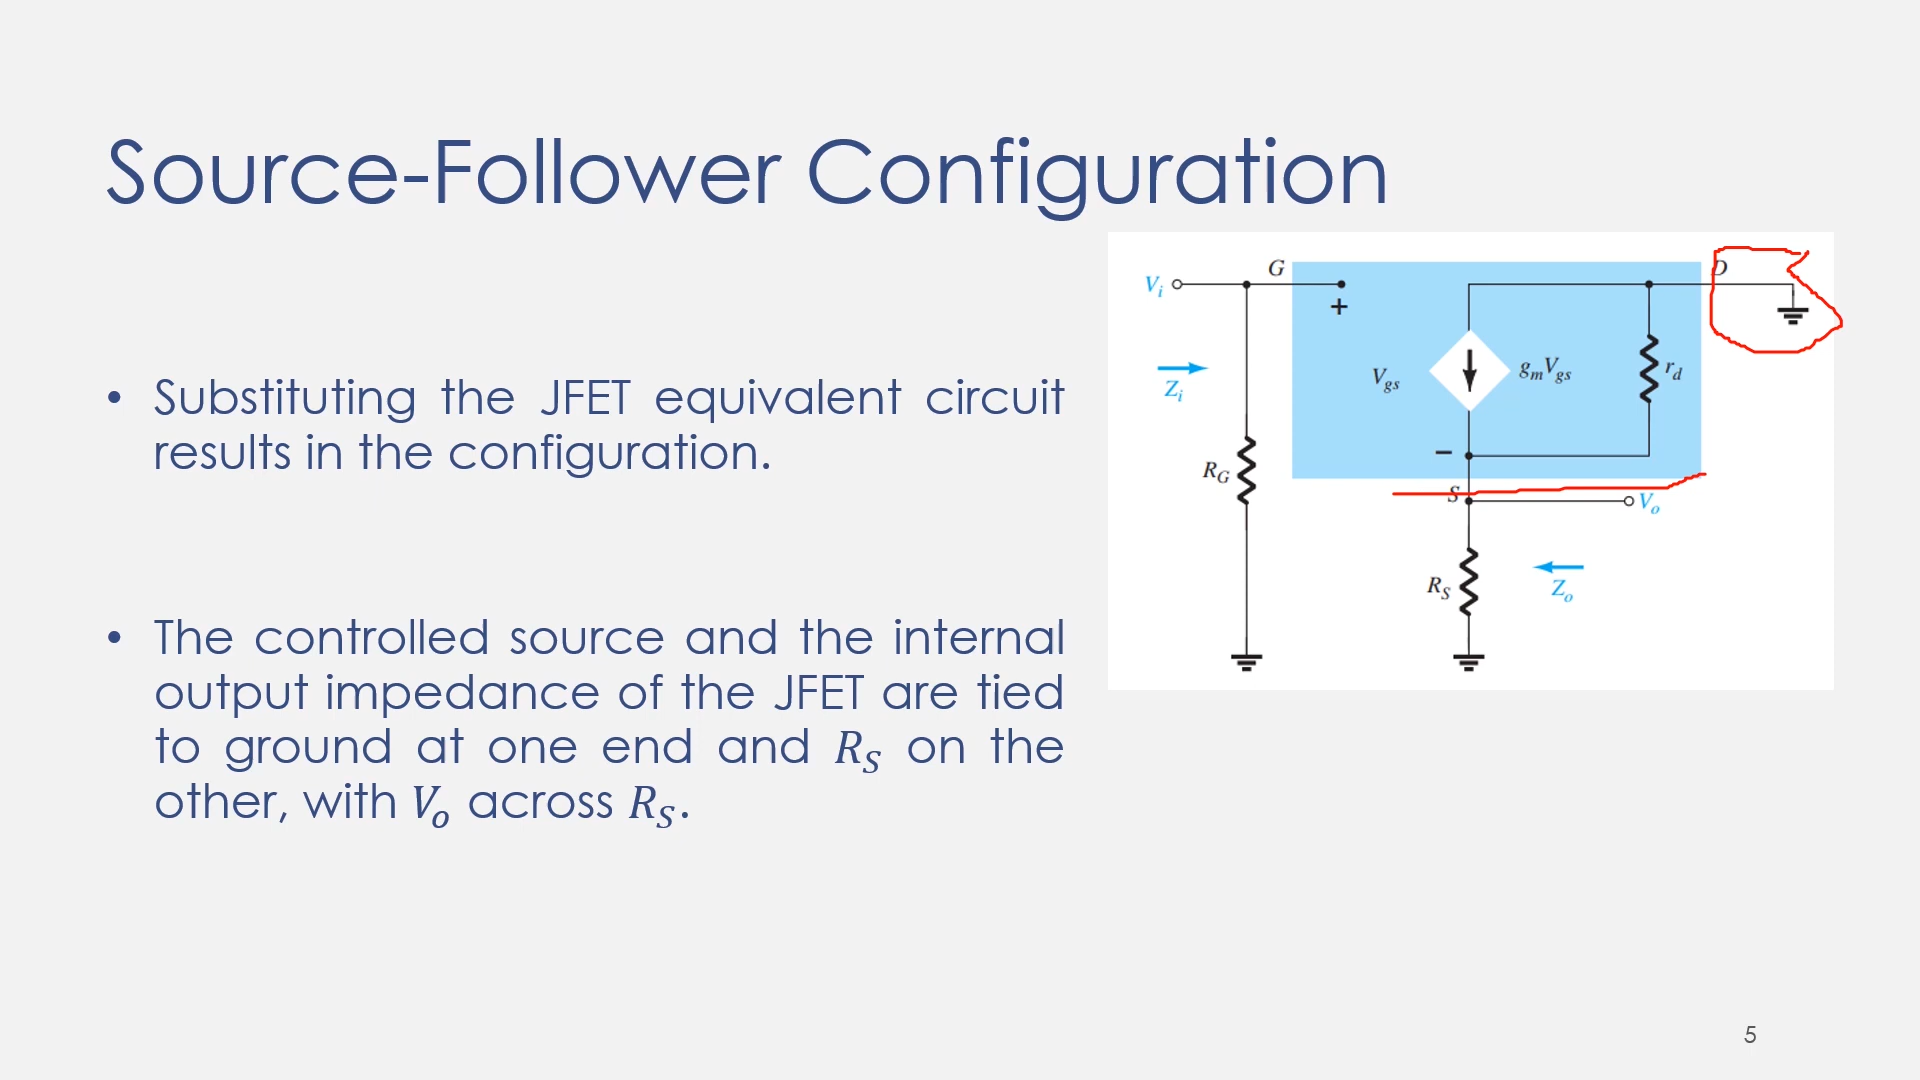 Source-Follower Configuration
• Substituting the JFET equivalent circuit
results in the configuration.
• The controlled source and the internal
output impedance of the JFET are tied
to ground at one end and R_S on the
other, with V_o across R_S.
G
D
V_i
+
Z_i
V_gs
g_mV_gs
r_d
−
R_G
S
V_o
R_S
Z_o
5